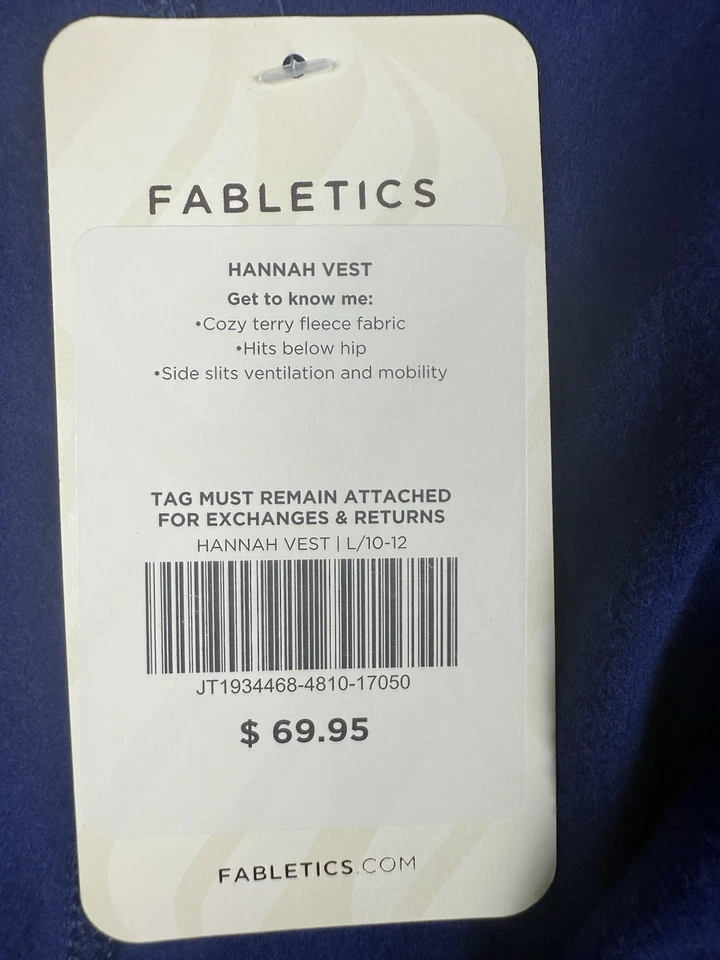 FABLETICS
HANNAH VEST
Get to know me:
•Cozy terry fleece fabric
•Hits below hip
•Side slits ventilation and mobility
TAG MUST REMAIN ATTACHED
FOR EXCHANGES & RETURNS
HANNAH VEST | L/10-12
JT1934468-4810-17050
$ 69.95
FABLETICS.COM